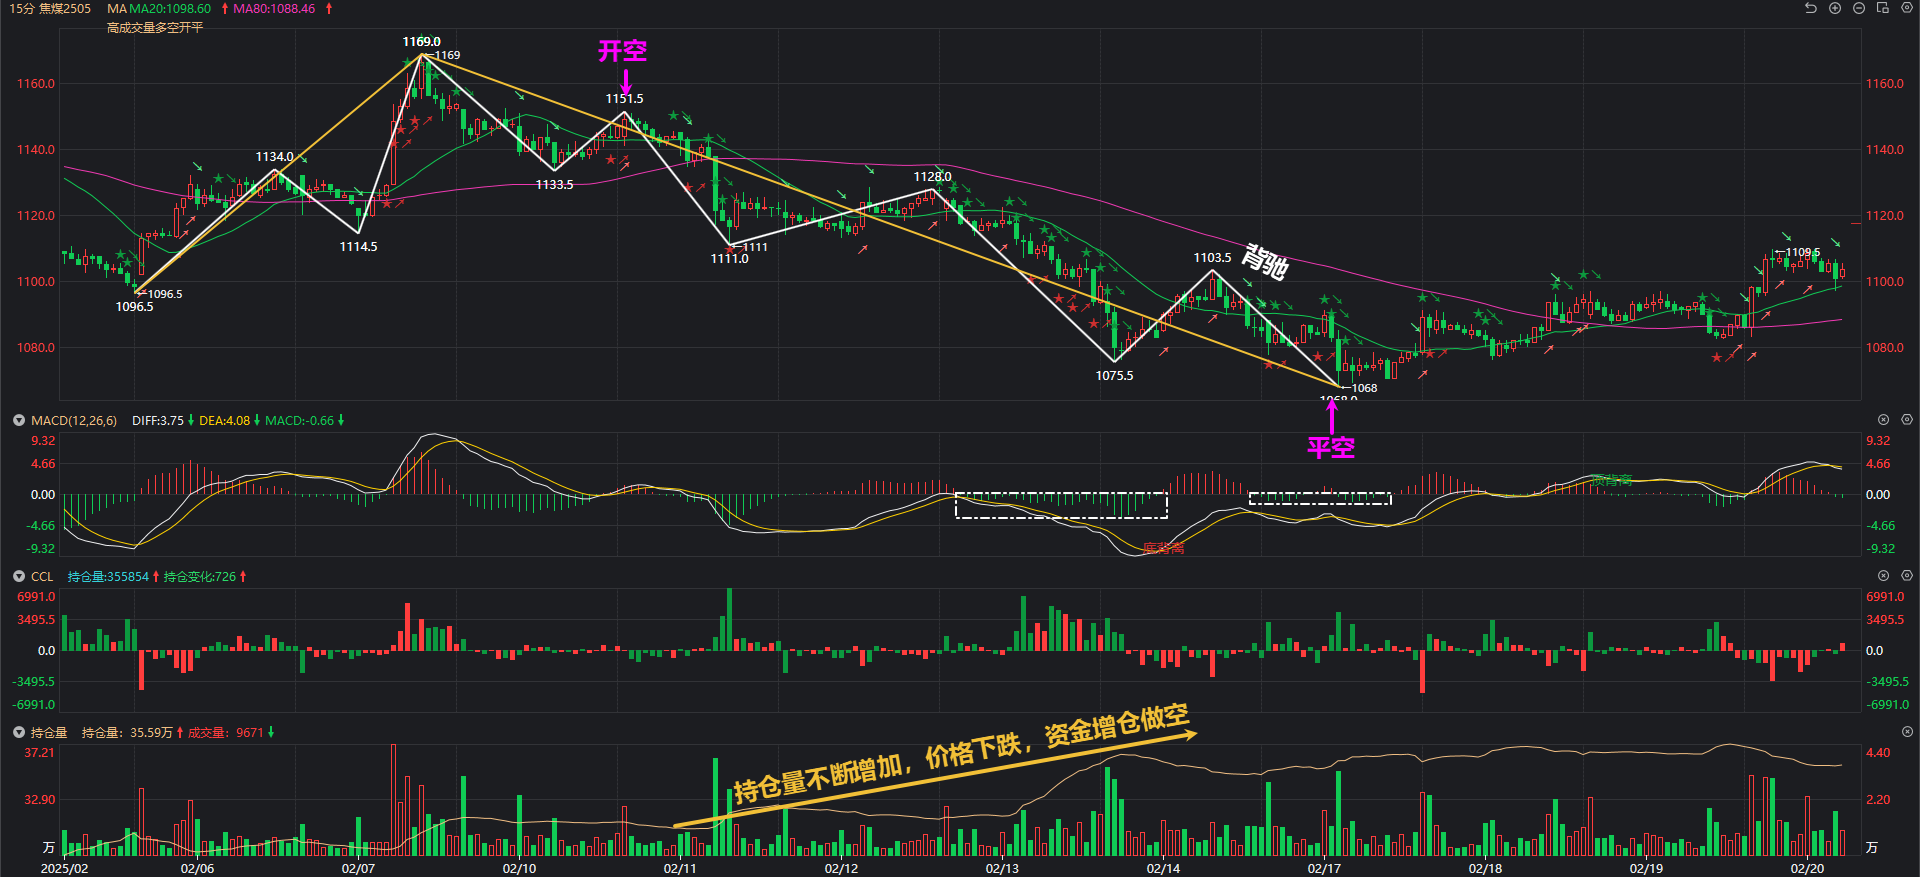 15分 焦煤2505 MA MA20:1098.60 MA80:1088.46
高成交量多空开平
1169.0
←1169
开空
1151.5
1160.0 1160.0
1140.0 1140.0
1134.0
1133.5
1128.0
1120.0 1120.0
1114.5
←1111
1111.0
背驰
1103.5
←1109.5
1100.0 1100.0
←1096.5
1096.5
1080.0 1080.0
1075.5
←1068
1068.0
平空
MACD(12,26,6) DIFF:3.75 DEA:4.08 MACD:-0.66
9.32 9.32
4.66 4.66
顶背离
0.00 0.00
-4.66 -4.66
-9.32 底背离 -9.32
CCL 持仓量:355854 持仓变化:726
6991.0 6991.0
3495.5 3495.5
0.0 0.0
-3495.5 -3495.5
-6991.0 -6991.0
持仓量 持仓量: 35.59万 成交量: 9671
持仓量不断增加，价格下跌，资金增仓做空
37.21 4.40
32.90 2.20
万 万
2025/02 02/06 02/07 02/10 02/11 02/12 02/13 02/14 02/17 02/18 02/19 02/20